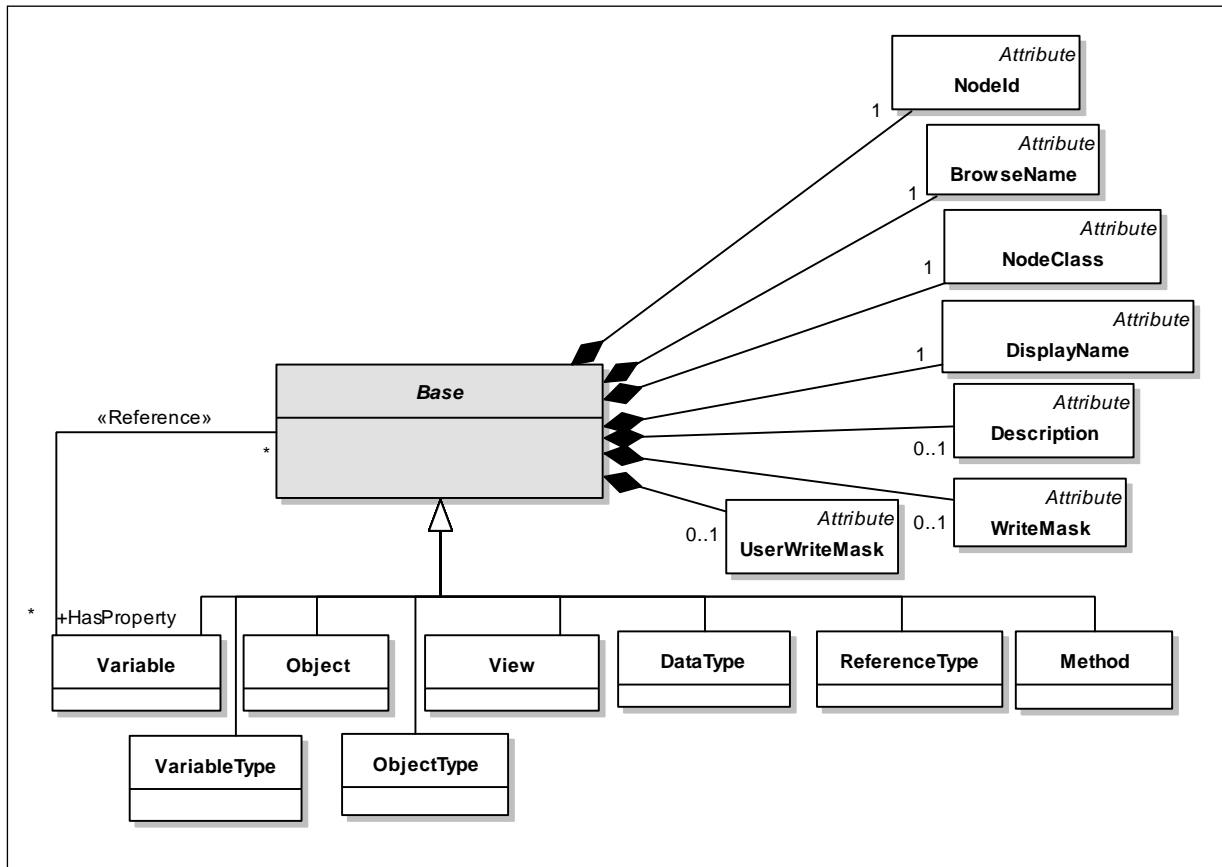 Attribute
NodeId
1
Attribute
BrowseName
1
Attribute
NodeClass
1
Attribute
DisplayName
1
Base
«Reference»
*
Attribute
Description
0..1
Attribute
WriteMask
0..1
Attribute
UserWriteMask
0..1
* +HasProperty
Variable
Object
View
DataType
ReferenceType
Method
VariableType
ObjectType